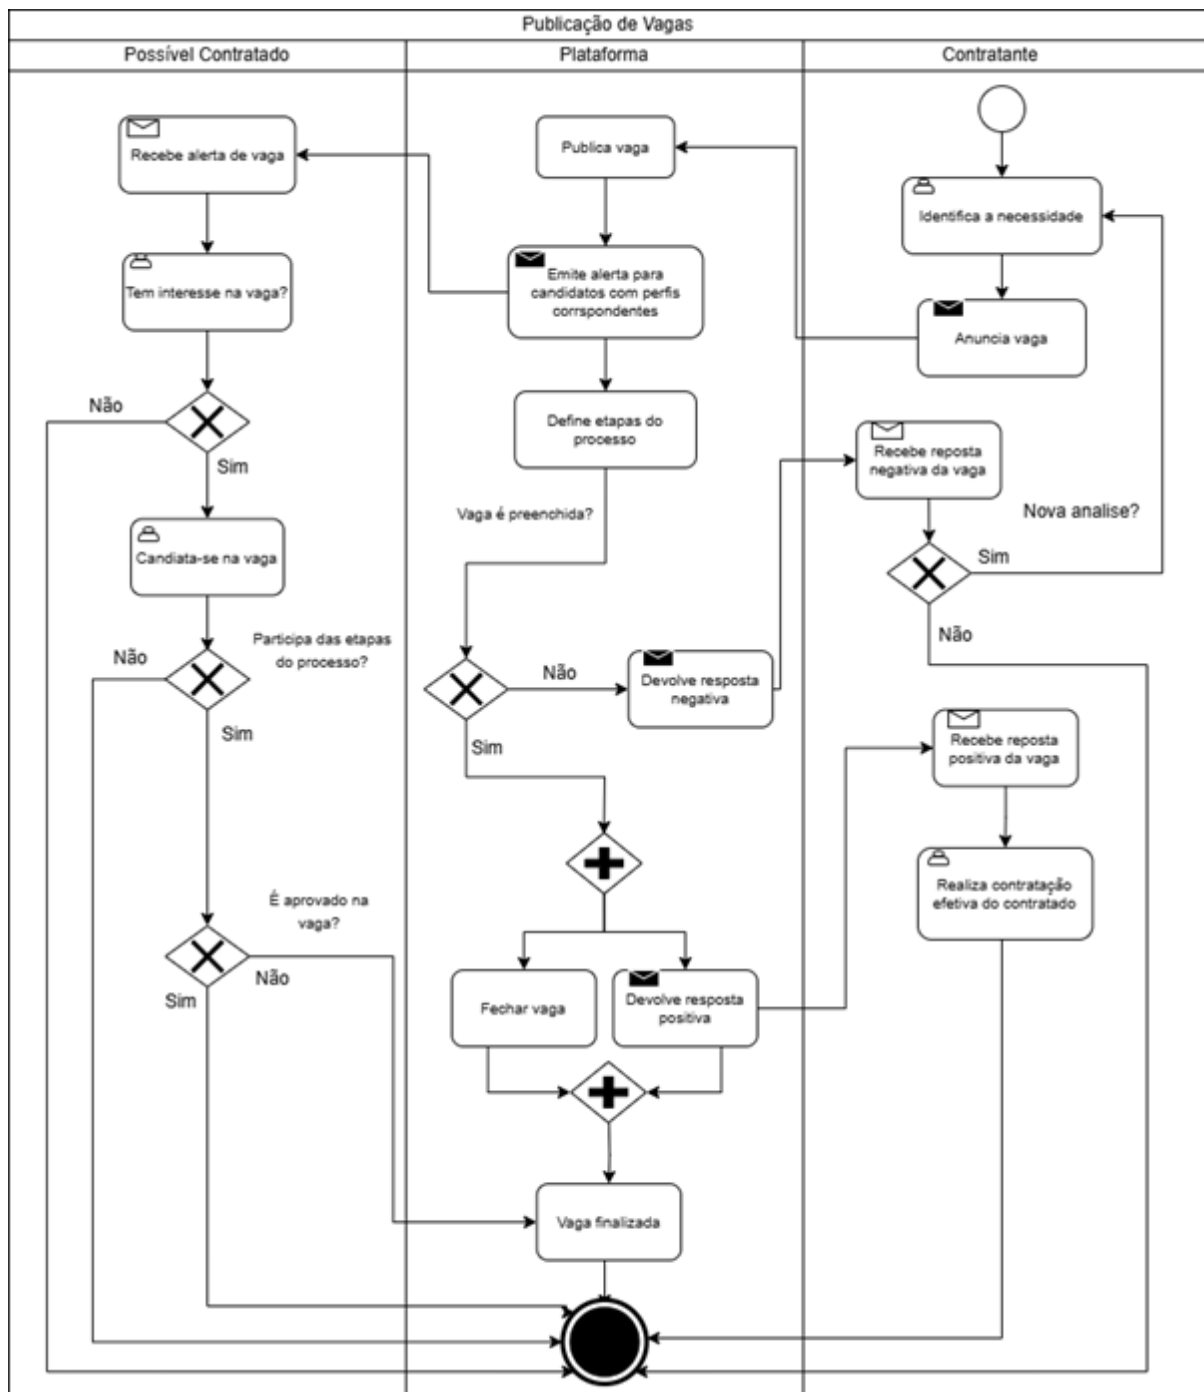 Publicação de Vagas
Possível Contratado
Plataforma
Contratante
Recebe alerta de vaga
Publica vaga
Identifica a necessidade
Tem interesse na vaga?
Emite alerta para
candidatos com perfis
corrspondentes
Anuncia vaga
Não
Sim
Define etapas do
processo
Recebe reposta
negativa da vaga
Vaga é preenchida?
Nova analise?
Sim
Não
Candiata-se na vaga
Participa das etapas
do processo?
Não
Sim
Não
Sim
Devolve resposta
negativa
Recebe reposta
positiva da vaga
Realiza contratação
efetiva do contratado
É aprovado na
vaga?
Não
Sim
Fechar vaga
Devolve resposta
positiva
Vaga finalizada